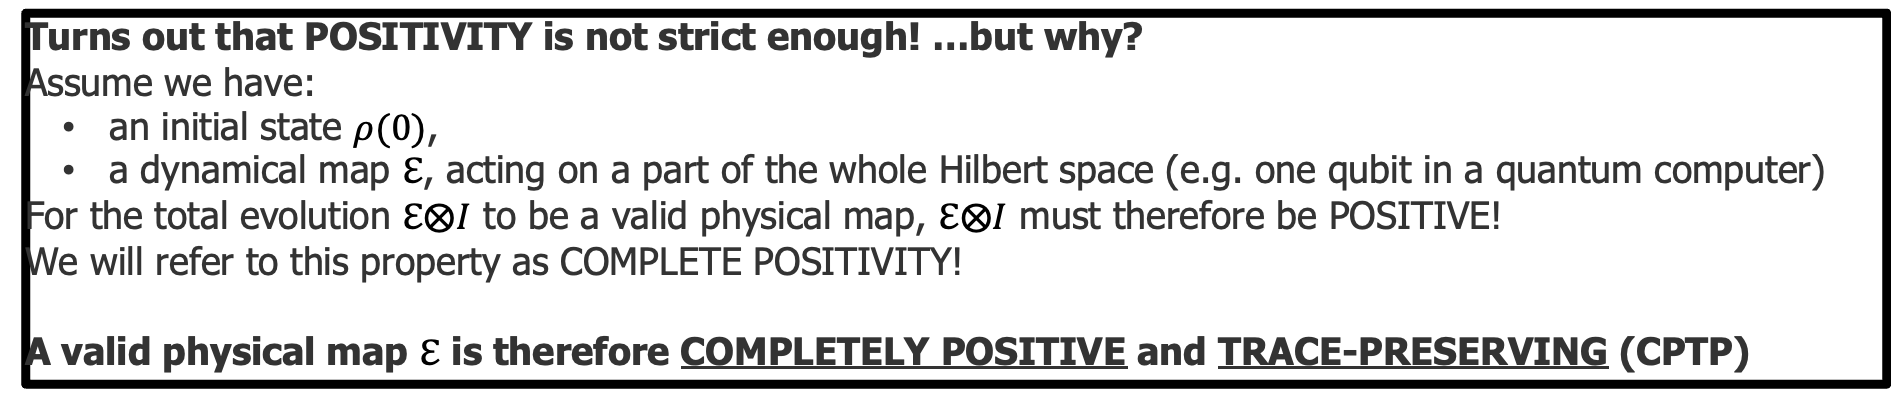 Turns out that POSITIVITY is not strict enough! ...but why?
Assume we have:
• an initial state ρ(0),
• a dynamical map ℇ, acting on a part of the whole Hilbert space (e.g. one qubit in a quantum computer)
For the total evolution ℇ⊗I to be a valid physical map, ℇ⊗I must therefore be POSITIVE!
We will refer to this property as COMPLETE POSITIVITY!
A valid physical map ℇ is therefore COMPLETELY POSITIVE and TRACE-PRESERVING (CPTP)